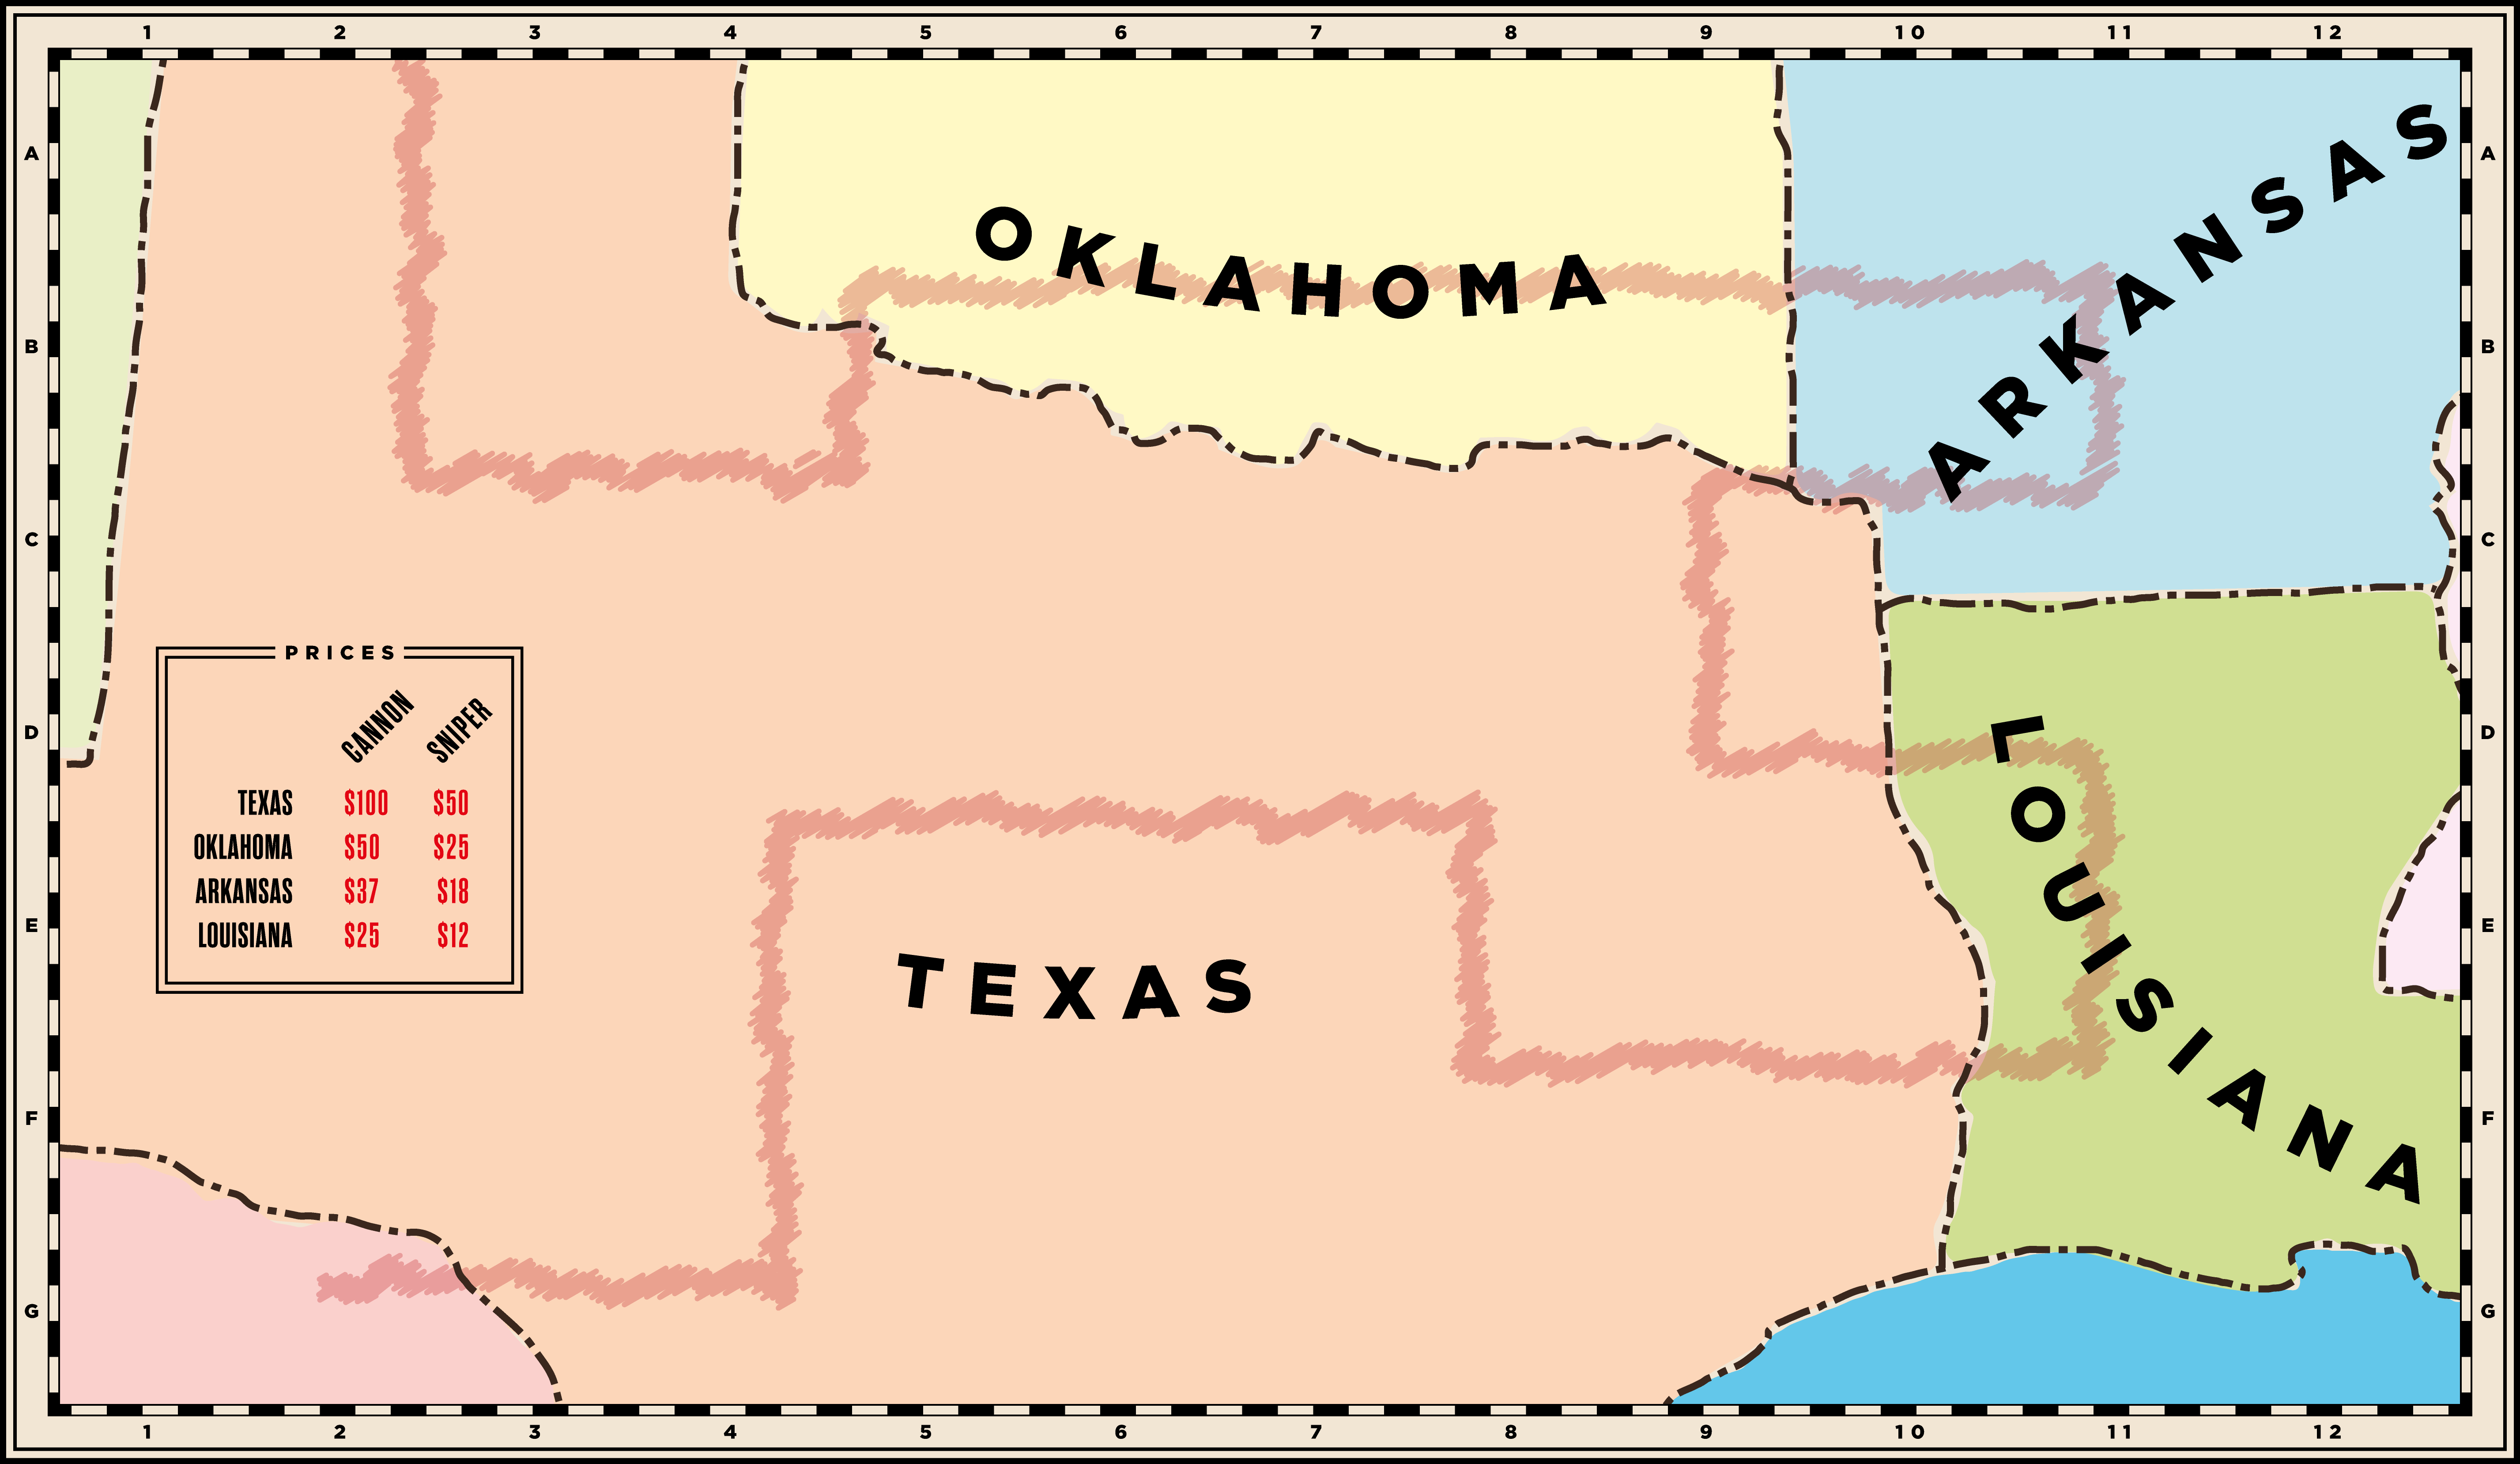 1 2 3 4 5 6 7 8 9 10 11 12
A A
OKLAHOMA
ARKANSAS
B B
C C
PRICES
CANNON SNIPER
TEXAS $100 $50
OKLAHOMA $50 $25
ARKANSAS $37 $18
LOUISIANA $25 $12
D D
LOUISIANA
E E
TEXAS
F F
G G
1 2 3 4 5 6 7 8 9 10 11 12